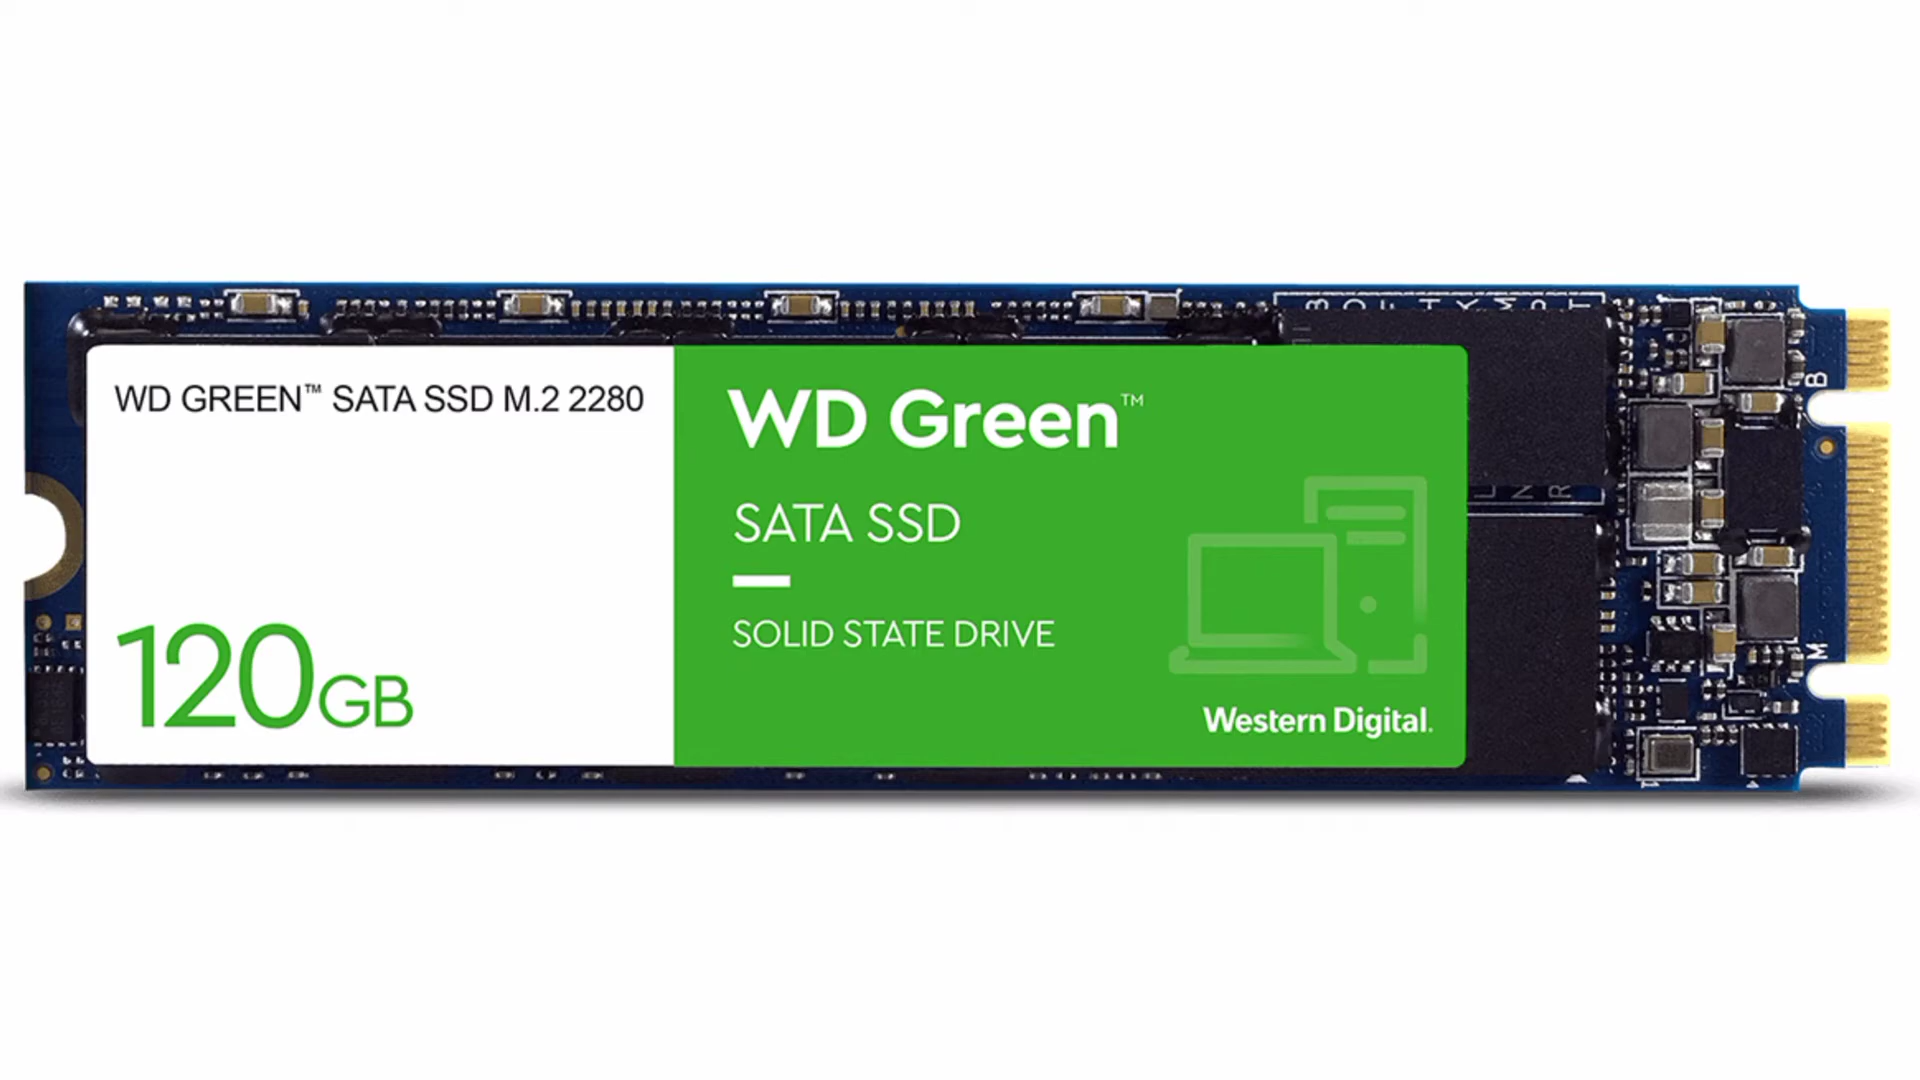 WD GREEN™ SATA SSD M.2 2280
120GB
WD Green™
SATA SSD
SOLID STATE DRIVE
Western Digital.
B
M